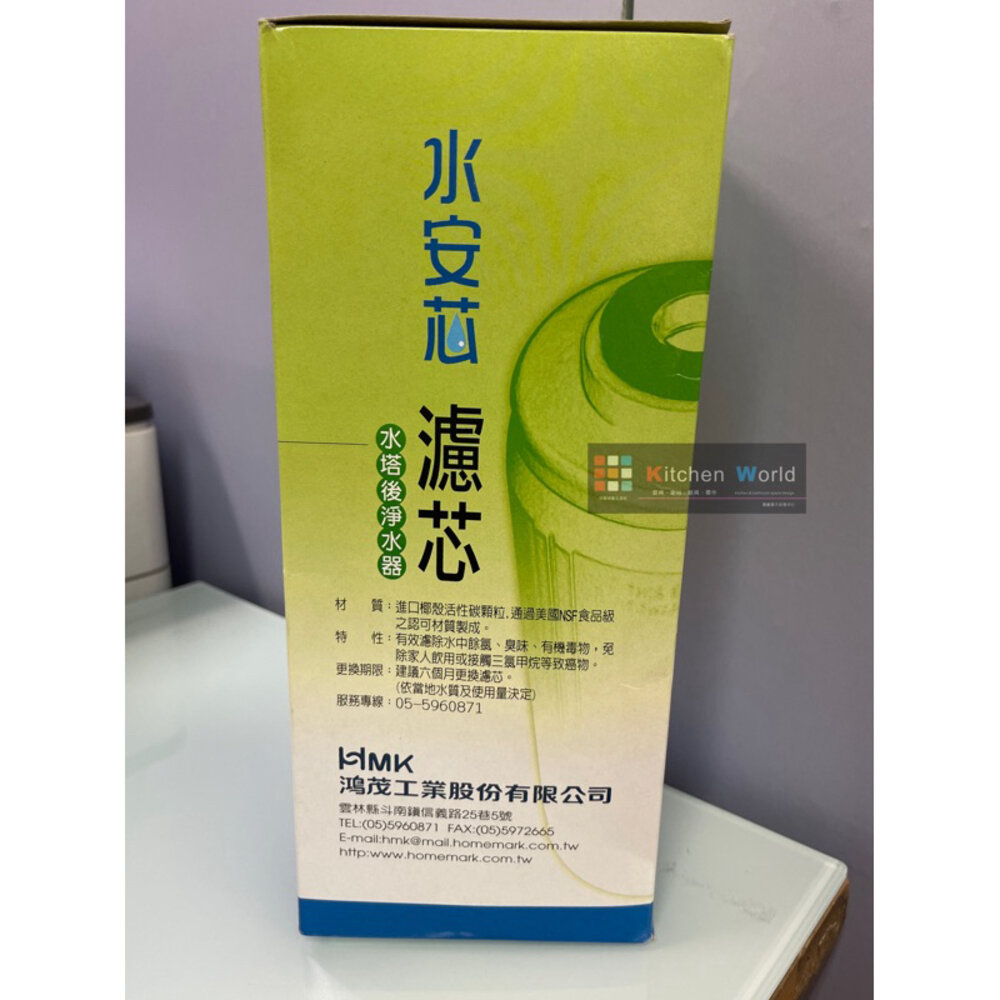 水安芯
濾芯
水塔後淨水器
材　質：進口椰殼活性碳顆粒，通過美國NSF食品級
之認可材質製成。
特　性：有效濾除水中餘氯、臭味、有機毒物，免
除家人飲用或接觸三氯甲烷等致癌物。
更換期限：建議六個月更換濾芯。
(依當地水質及使用量決定)
服務專線：05-5960871
HMK
鴻茂工業股份有限公司
雲林縣斗南鎮信義路25巷5號
TEL:(05)5960871 FAX:(05)5972665
E-mail:hmk@mail.homemark.com.tw
http:www.homemark.com.tw
Kitchen World